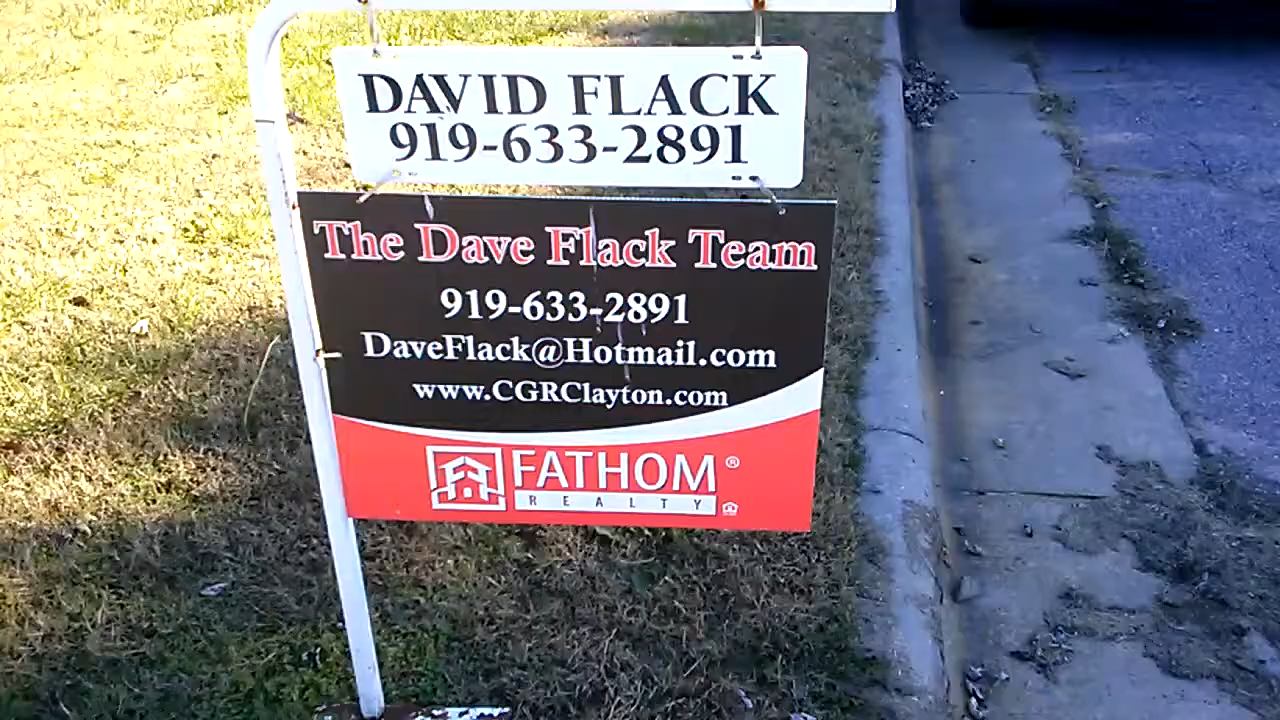 DAVID FLACK
919-633-2891
The Dave Flack Team
919-633-2891
DaveFlack@Hotmail.com
www.CGRClayton.com
FATHOM®
REALTY